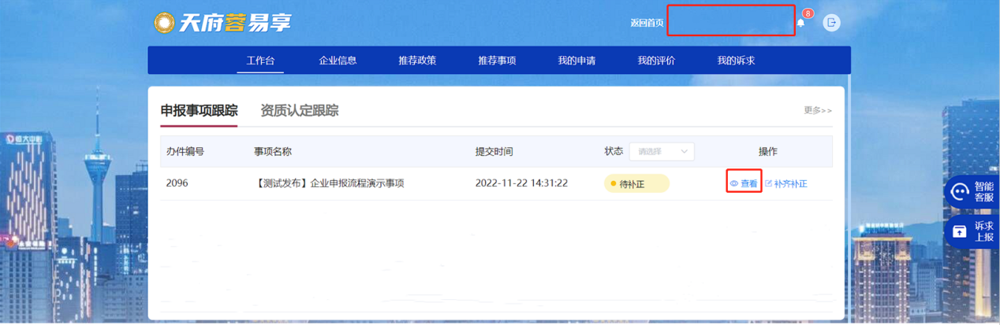 天府蓉易享
返回首页
8
工作台 企业信息 推荐政策 推荐事项 我的申请 我的评价 我的诉求
申报事项跟踪 资质认定跟踪 更多>>
办件编号 事项名称 提交时间 状态 请选择 操作
2096 【测试发布】企业申报流程演示事项 2022-11-22 14:31:22 待补正 查看 补齐补正
智能
客服
诉求
上报
恒大中心